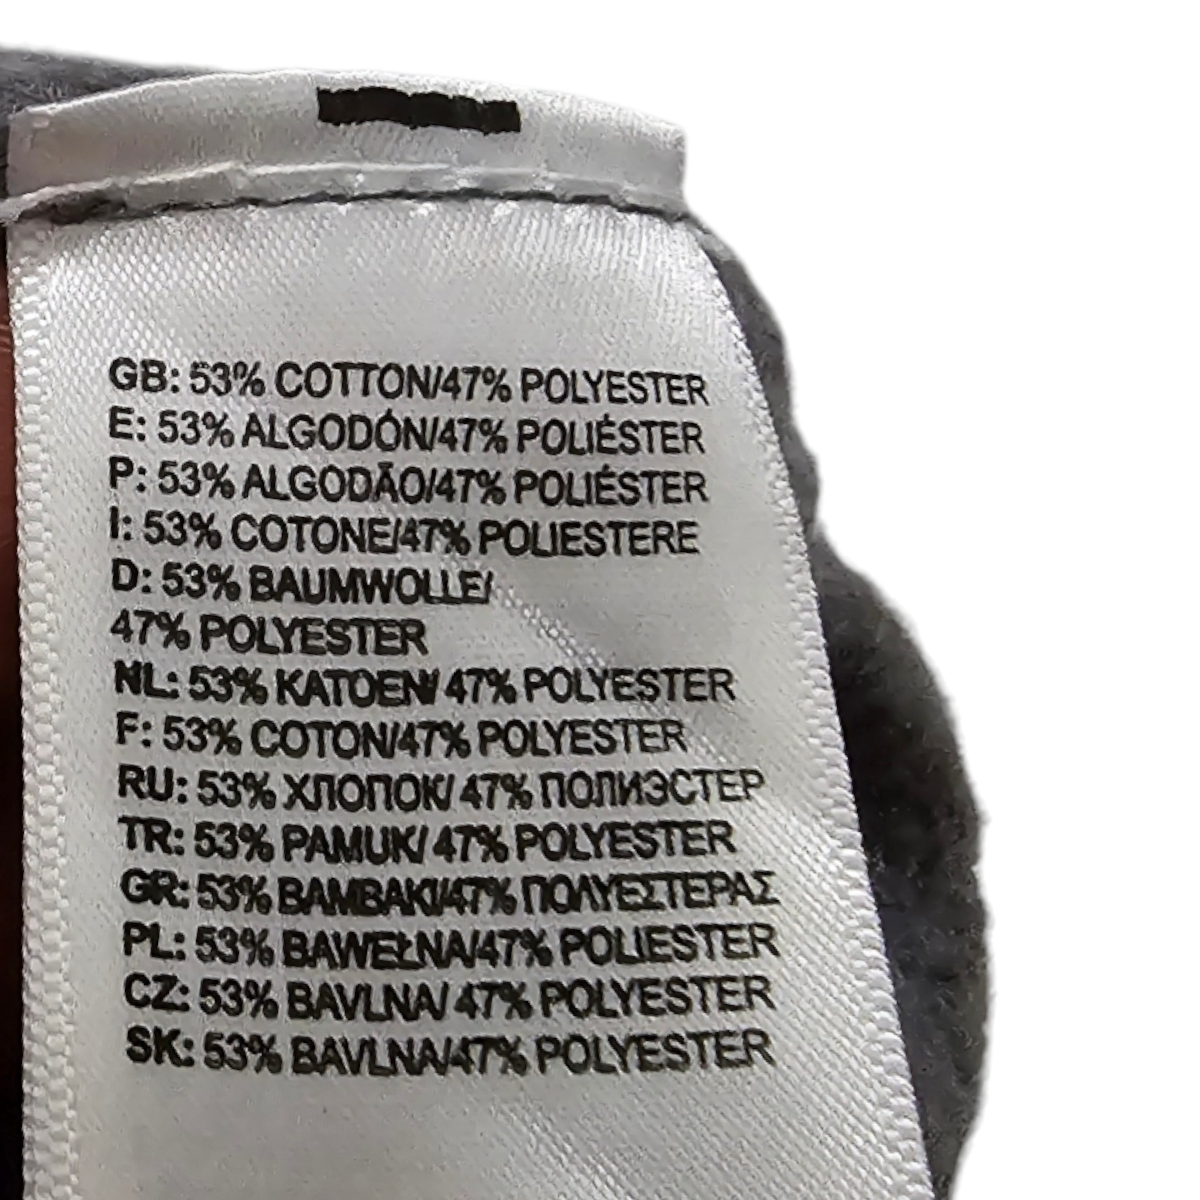 GB: 53% COTTON/47% POLYESTER
E: 53% ALGODÓN/47% POLIÉSTER
P: 53% ALGODÃO/47% POLIÉSTER
I: 53% COTONE/47% POLIESTERE
D: 53% BAUMWOLLE/
47% POLYESTER
NL: 53% KATOEN/ 47% POLYESTER
F: 53% COTON/47% POLYESTER
RU: 53% ХЛОПОК/ 47% ПОЛИЭСТЕР
TR: 53% PAMUK/ 47% POLYESTER
GR: 53% ΒΑΜΒΑΚΙ/47% ΠΟΛΥΕΣΤΕΡΑΣ
PL: 53% BAWEŁNA/47% POLIESTER
CZ: 53% BAVLNA/ 47% POLYESTER
SK: 53% BAVLNA/47% POLYESTER